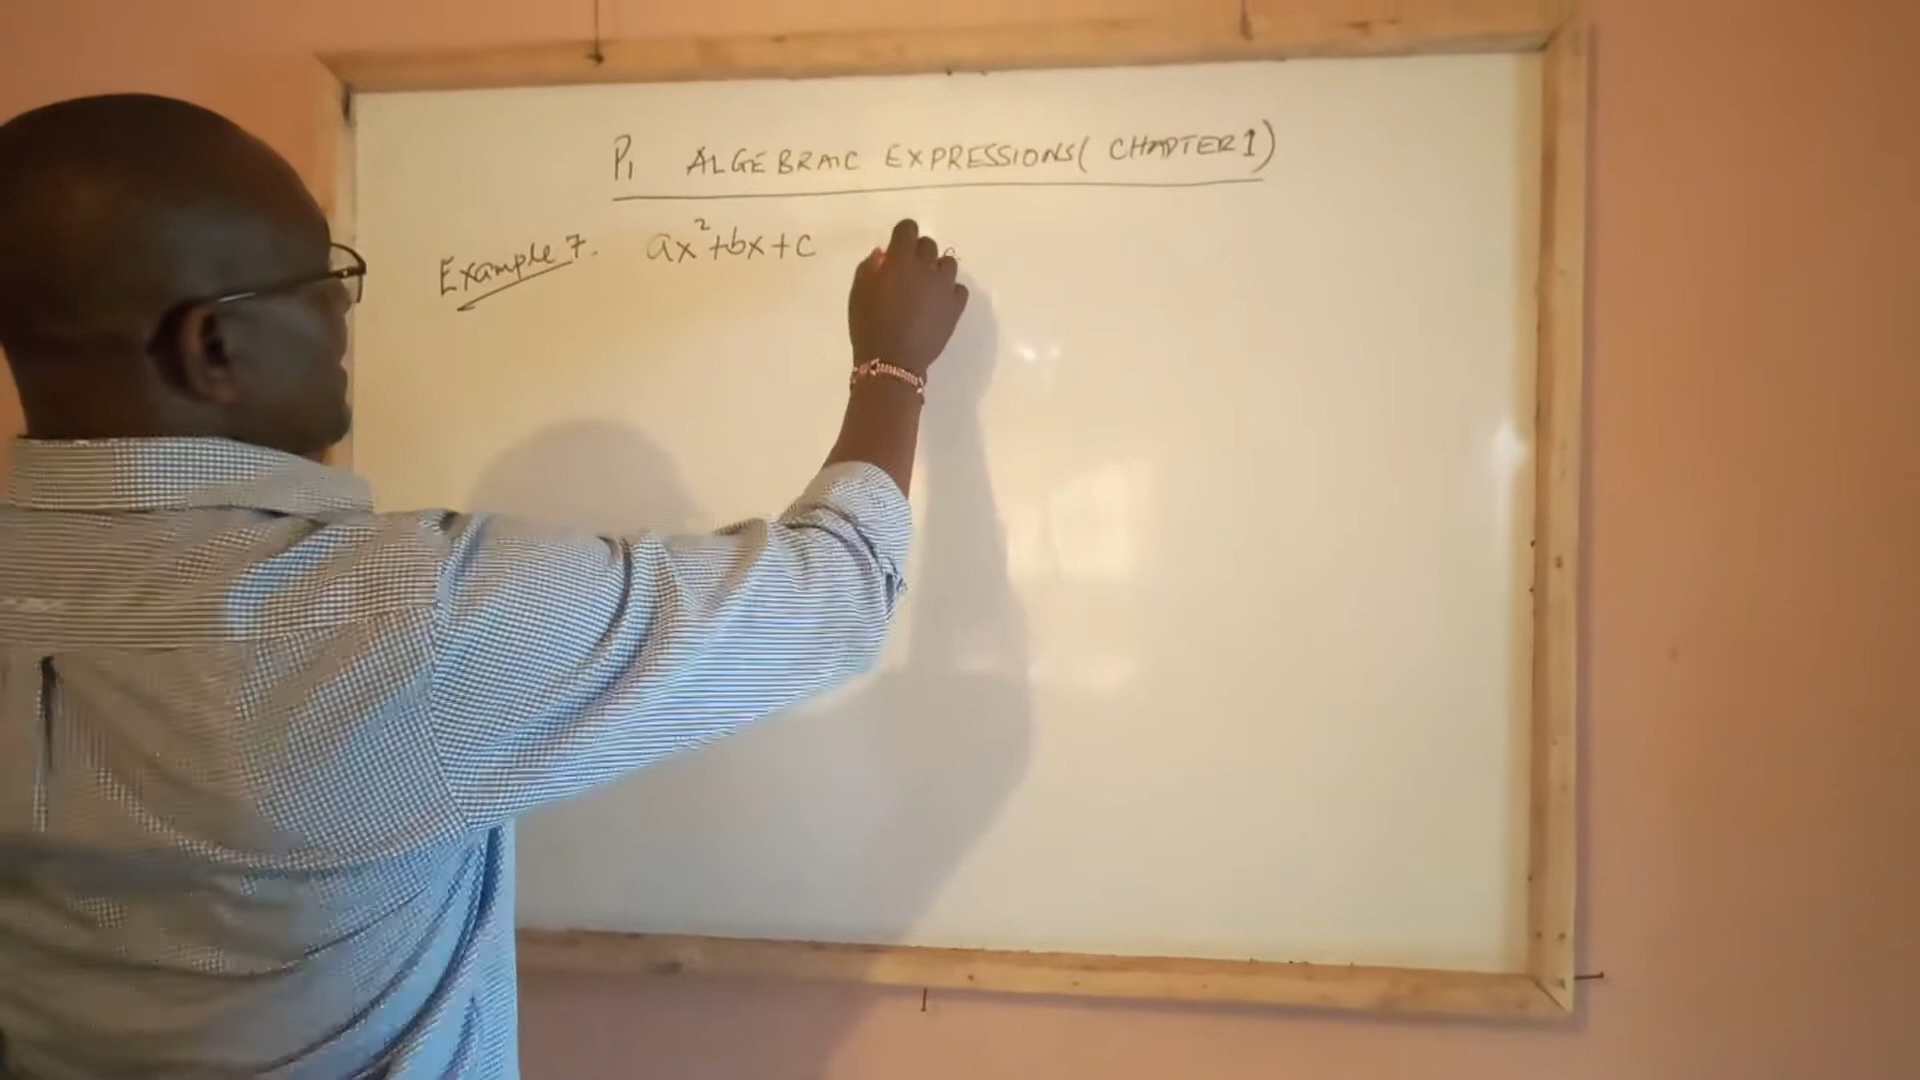 P₁ ALGEBRAIC EXPRESSIONS( CHAPTER 1)
Example 7. ax²+bx+c